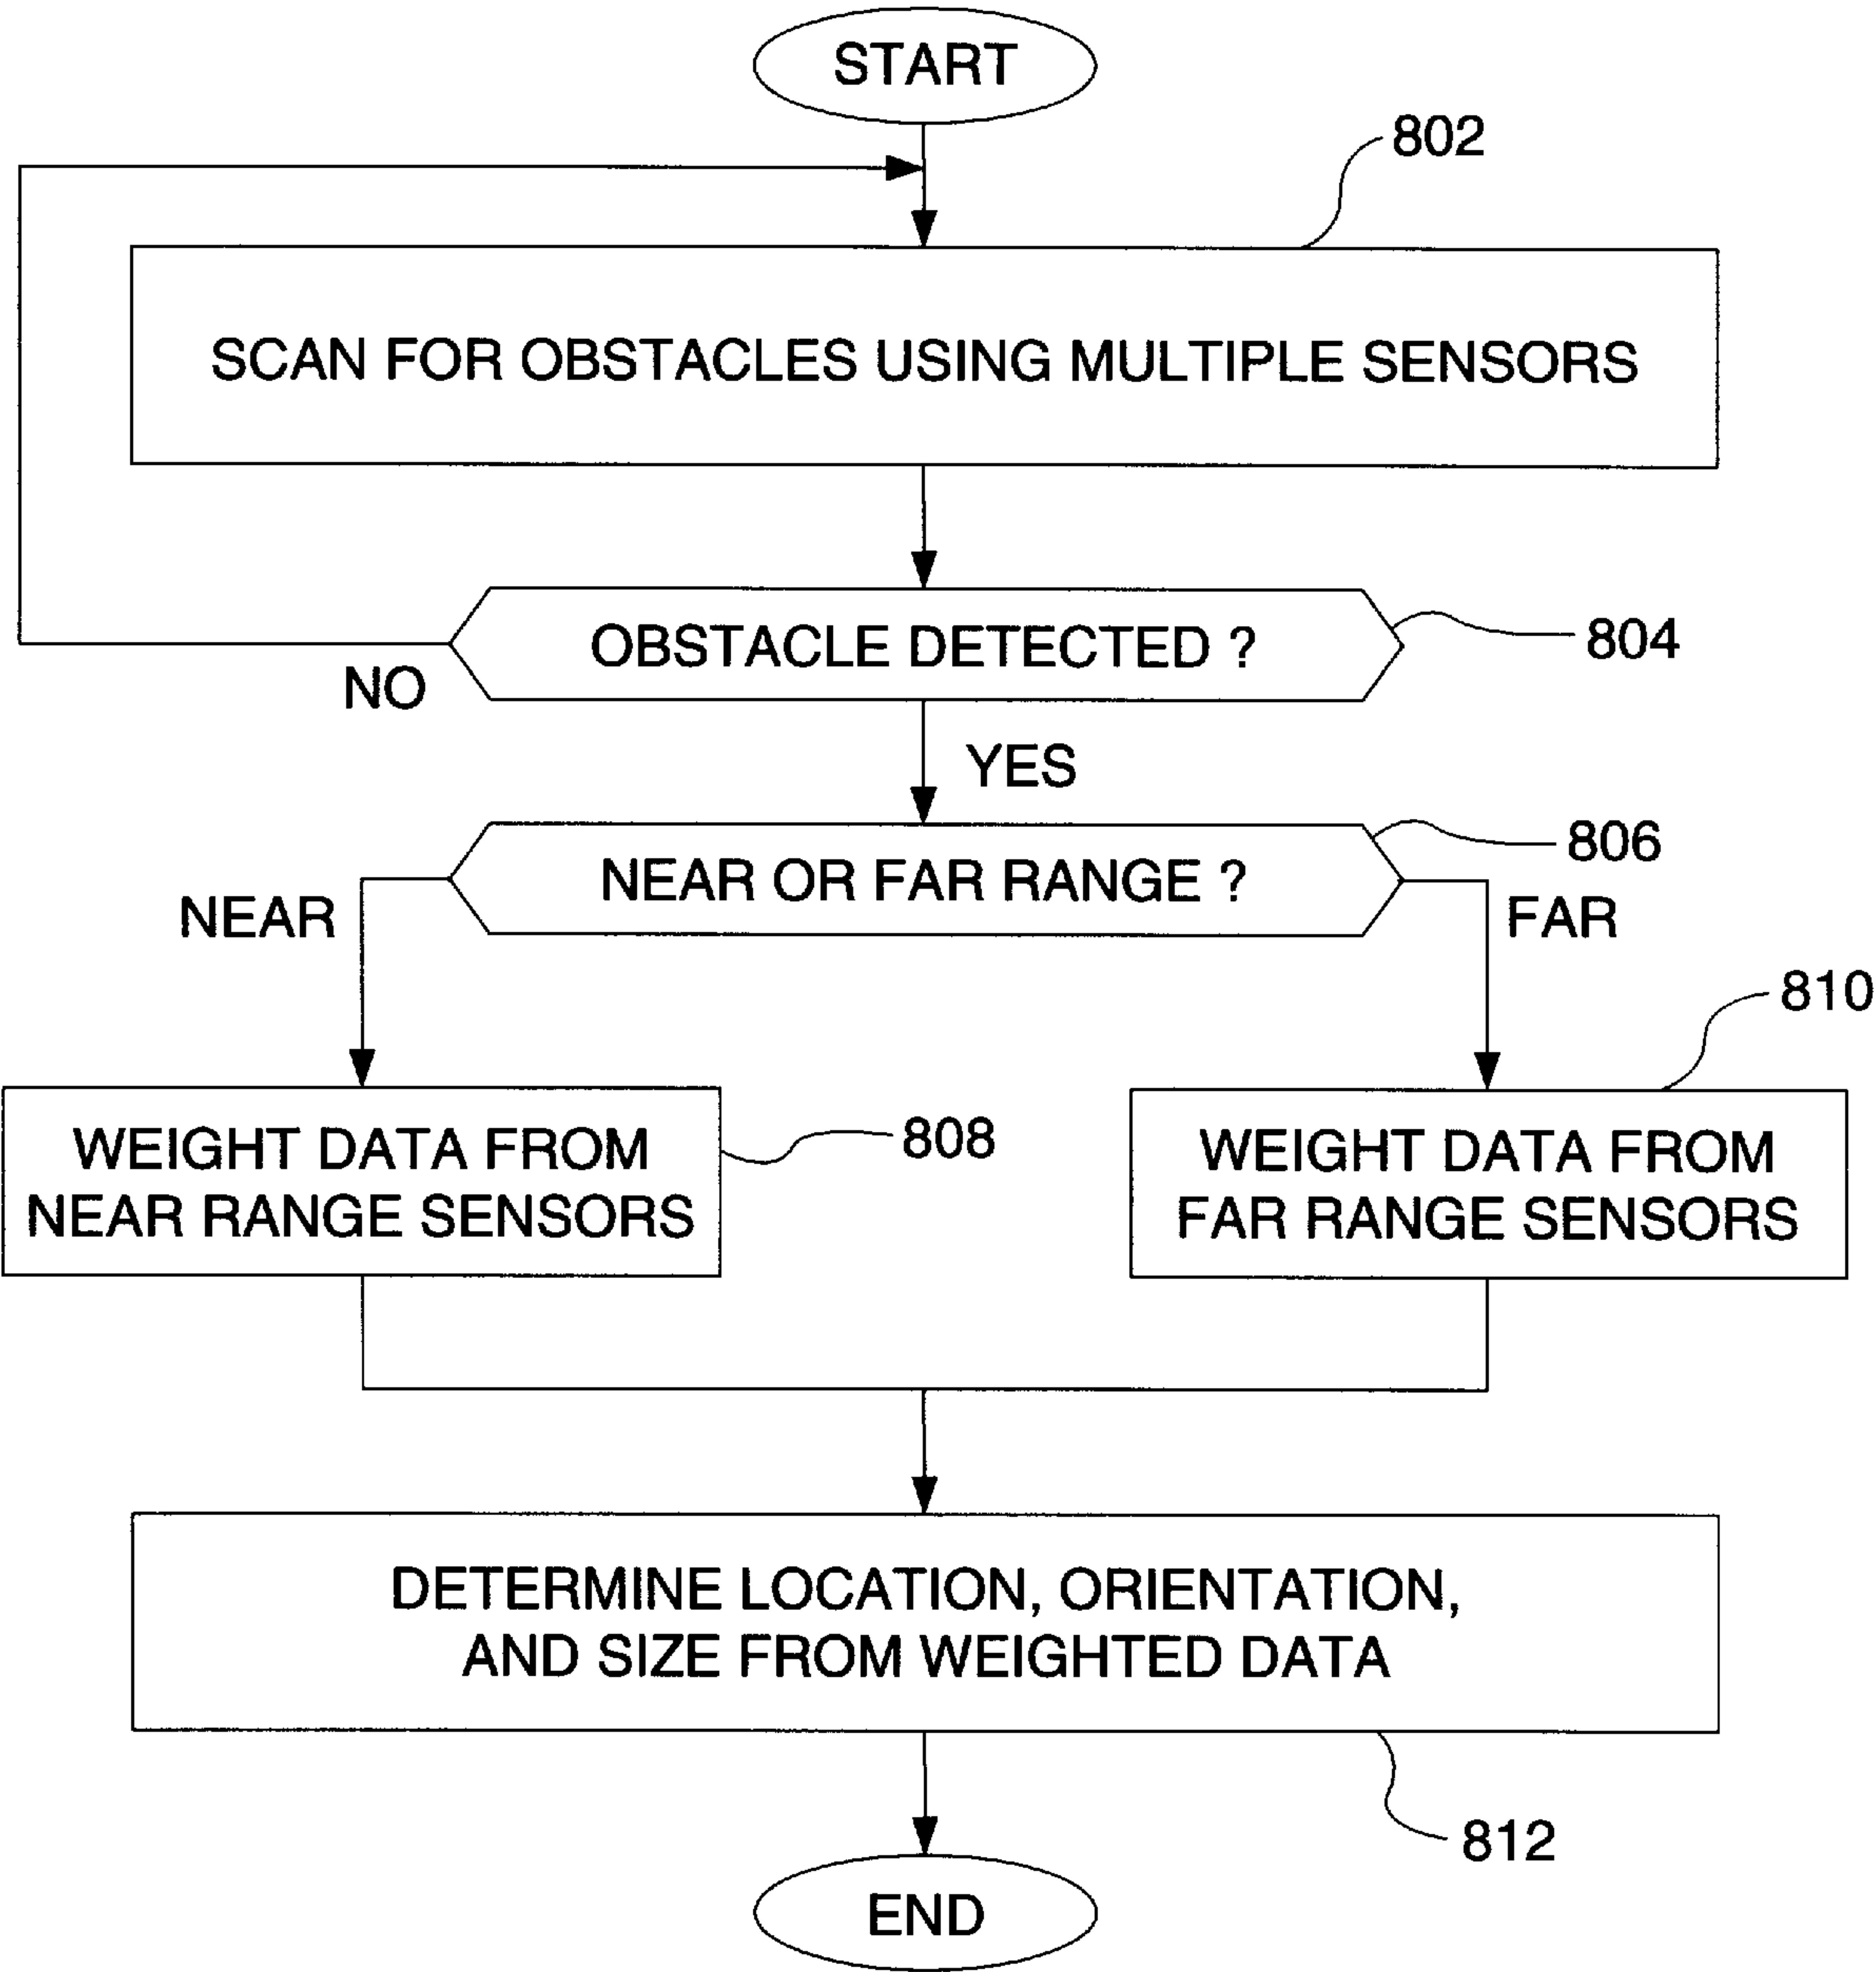 START
802
SCAN FOR OBSTACLES USING MULTIPLE SENSORS
OBSTACLE DETECTED ?
804
NO
YES
NEAR OR FAR RANGE ?
806
NEAR
FAR
810
WEIGHT DATA FROM
NEAR RANGE SENSORS
808
WEIGHT DATA FROM
FAR RANGE SENSORS
DETERMINE LOCATION, ORIENTATION,
AND SIZE FROM WEIGHTED DATA
812
END